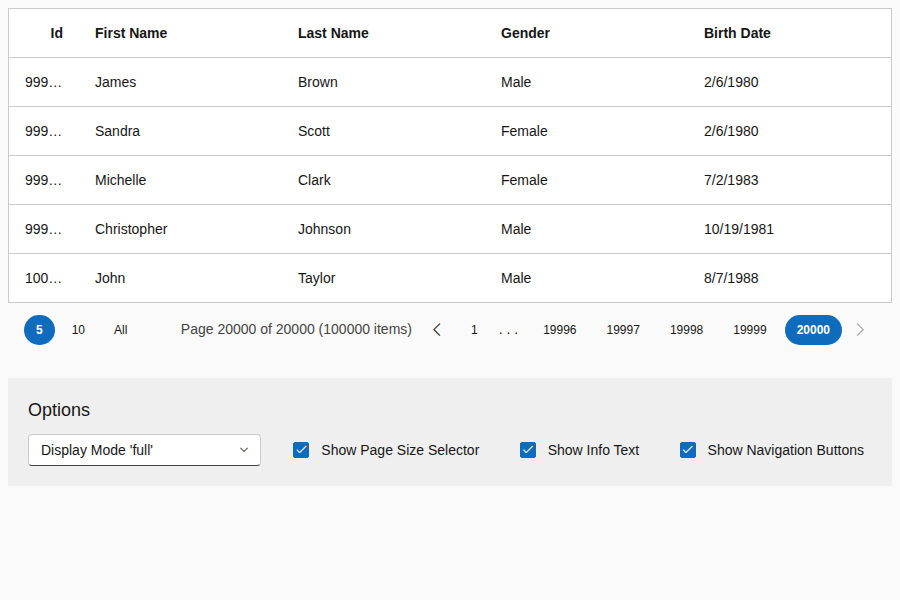 Id First Name Last Name Gender Birth Date
999… James Brown Male 2/6/1980
999… Sandra Scott Female 2/6/1980
999… Michelle Clark Female 7/2/1983
999… Christopher Johnson Male 10/19/1981
100… John Taylor Male 8/7/1988
5 10 All Page 20000 of 20000 (100000 items) 1 . . . 19996 19997 19998 19999 20000
Options
Display Mode 'full' Show Page Size Selector Show Info Text Show Navigation Buttons